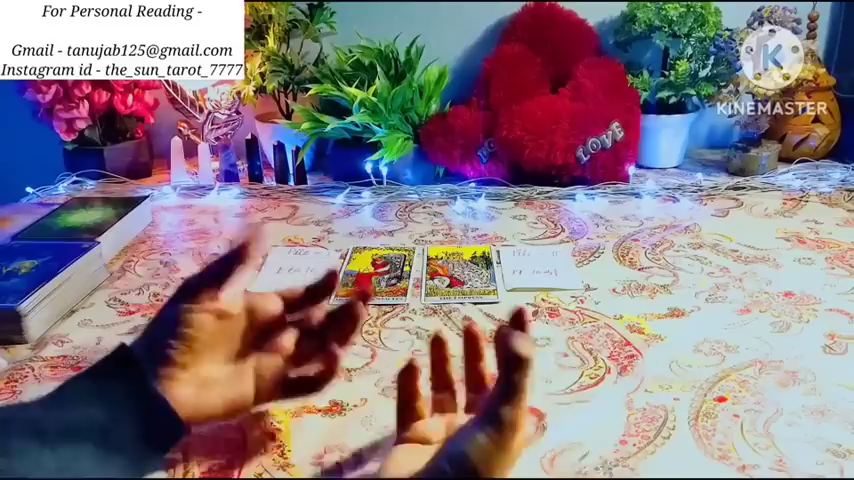 For Personal Reading -
Gmail - tanujab125@gmail.com
Instagram id - the_sun_tarot_7777
K
KINEMASTER
LOVE
THE EMPRESS